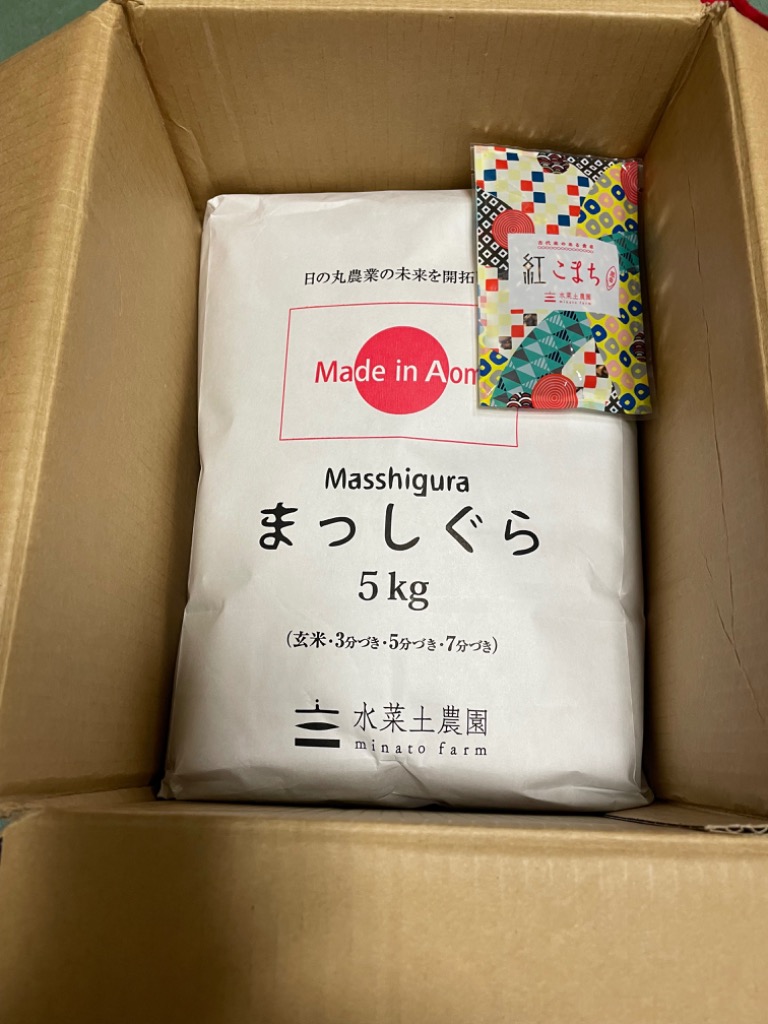 日の丸農業の未来を開拓
Made in Aom
Masshigura
まっしぐら
5kg
(玄米・3分づき・5分づき・7分づき)
水菜土農園
minato farm
紅こまち
水菜土農園
minato farm